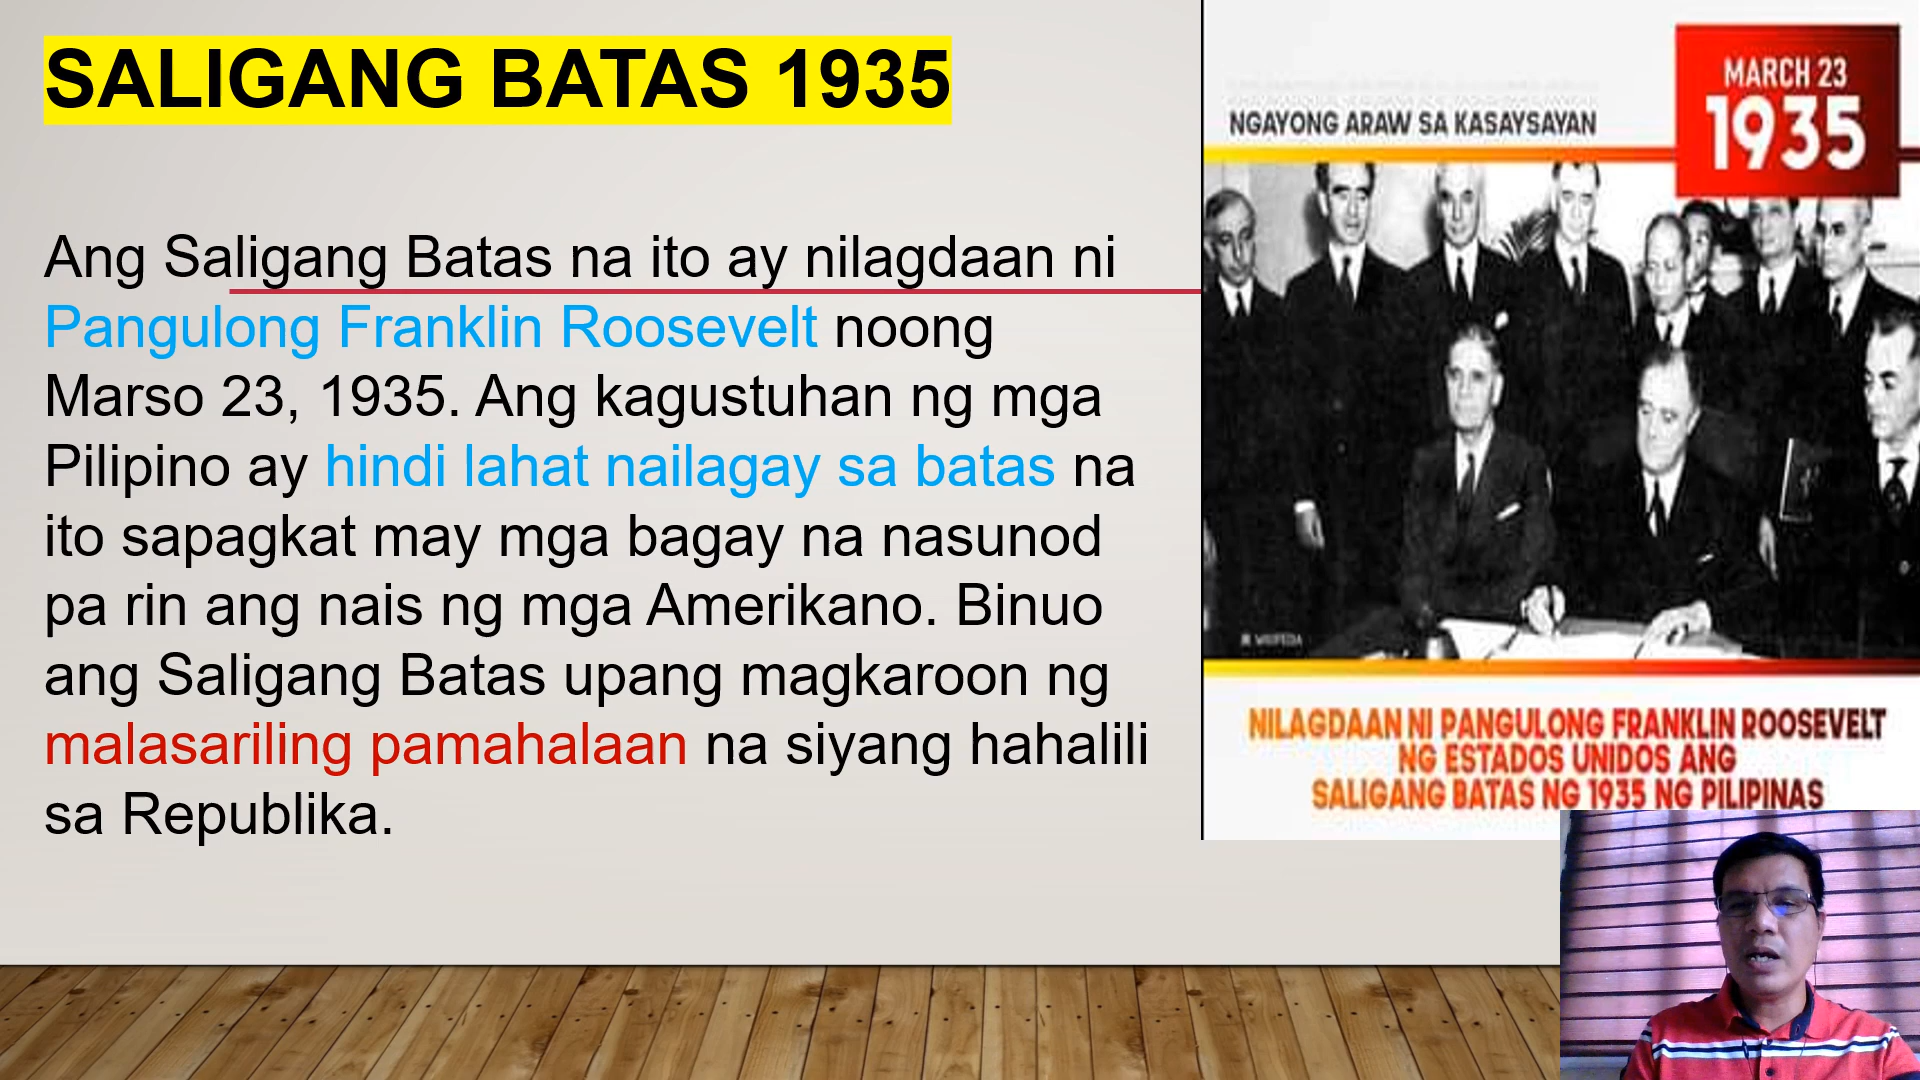 SALIGANG BATAS 1935
Ang Saligang Batas na ito ay nilagdaan ni
Pangulong Franklin Roosevelt noong
Marso 23, 1935. Ang kagustuhan ng mga
Pilipino ay hindi lahat nailagay sa batas na
ito sapagkat may mga bagay na nasunod
pa rin ang nais ng mga Amerikano. Binuo
ang Saligang Batas upang magkaroon ng
malasariling pamahalaan na siyang hahalili
sa Republika.
MARCH 23
1935
NGAYONG ARAW SA KASAYSAYAN
WIKIPEDIA
NILAGDAAN NI PANGULONG FRANKLIN ROOSEVELT
NG ESTADOS UNIDOS ANG
SALIGANG BATAS NG 1935 NG PILIPINAS